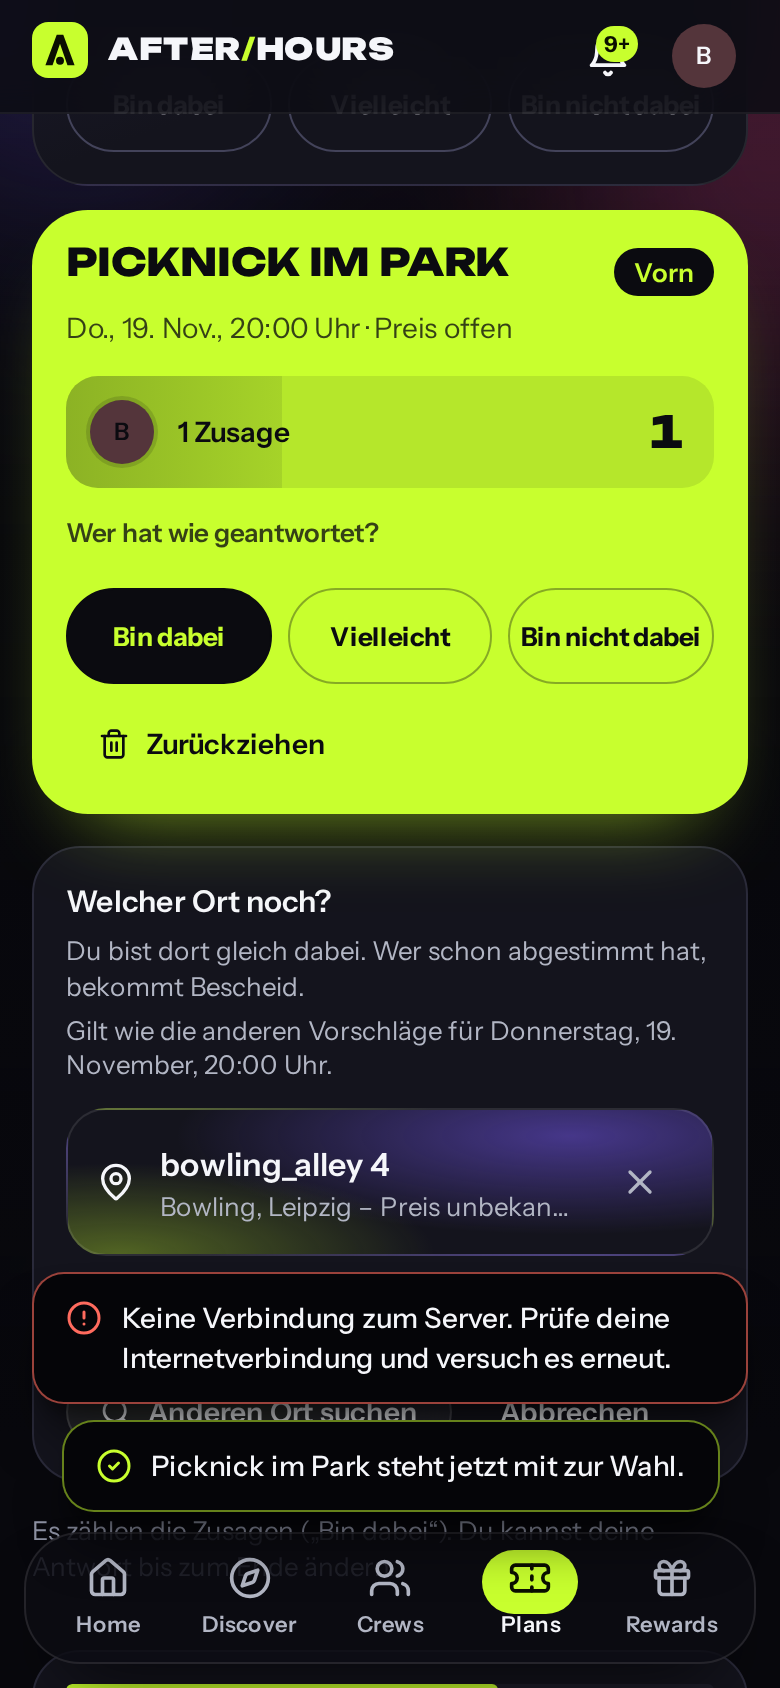 AFTER/HOURS
9+
B
Bin dabei
Vielleicht
Bin nicht dabei
PICKNICK IM PARK
Vorn
Do., 19. Nov., 20:00 Uhr · Preis offen
B
1 Zusage
1
Wer hat wie geantwortet?
Bin dabei
Vielleicht
Bin nicht dabei
Zurückziehen
Welcher Ort noch?
Du bist dort gleich dabei. Wer schon abgestimmt hat,
bekommt Bescheid.
Gilt wie die anderen Vorschläge für Donnerstag, 19.
November, 20:00 Uhr.
bowling_alley 4
Bowling, Leipzig – Preis unbekan...
Keine Verbindung zum Server. Prüfe deine
Internetverbindung und versuch es erneut.
Anderen Ort suchen
Abbrechen
Picknick im Park steht jetzt mit zur Wahl.
Es zählen die Zusagen („Bin dabei“). Du kannst deine
Antwort bis zum Ende änder
Home
Discover
Crews
Plans
Rewards